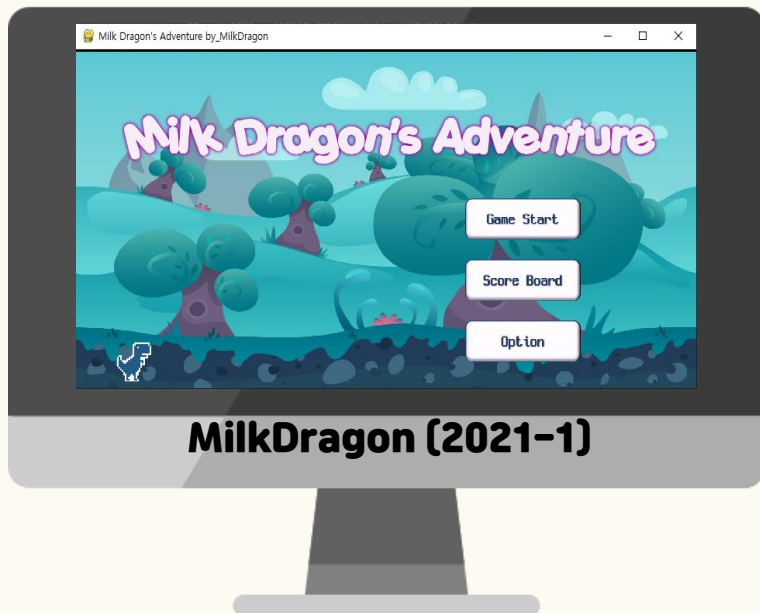 Milk Dragon's Adventure by_MilkDragon
Milk Dragon's Adventure
Game Start
Score Board
Option
MilkDragon (2021-1)